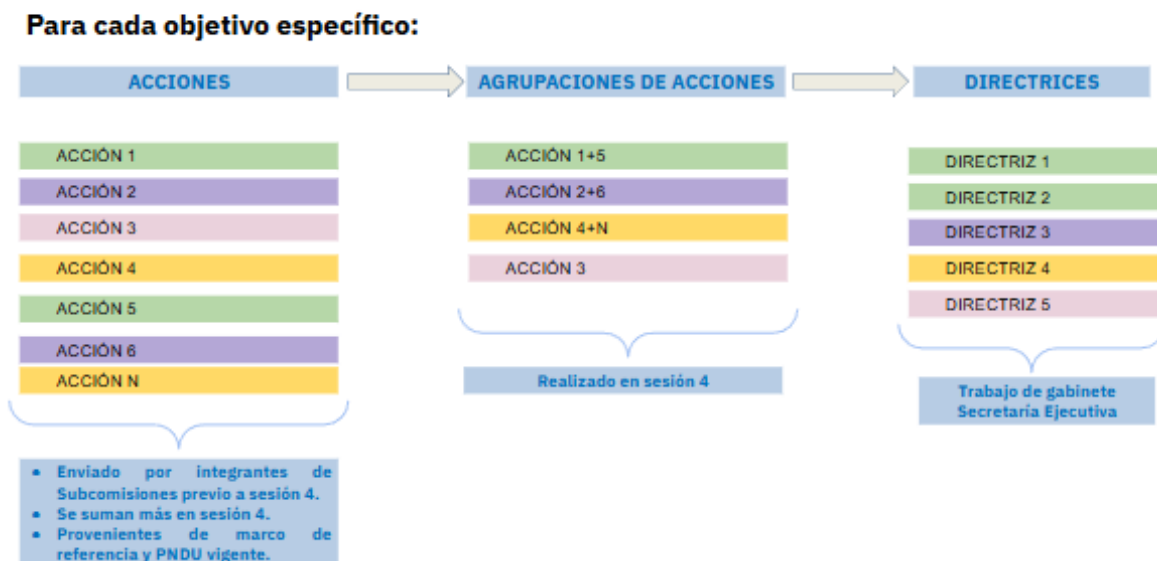 Para cada objetivo específico:
ACCIONES
AGRUPACIONES DE ACCIONES
DIRECTRICES
ACCIÓN 1
ACCIÓN 2
ACCIÓN 3
ACCIÓN 4
ACCIÓN 5
ACCIÓN 6
ACCIÓN N
• Enviado por integrantes de
Subcomisiones previo a sesión 4.
• Se suman más en sesión 4.
• Provenientes de marco de
referencia y PNDU vigente.
ACCIÓN 1+5
ACCIÓN 2+6
ACCIÓN 4+N
ACCIÓN 3
Realizado en sesión 4
DIRECTRIZ 1
DIRECTRIZ 2
DIRECTRIZ 3
DIRECTRIZ 4
DIRECTRIZ 5
Trabajo de gabinete
Secretaría Ejecutiva